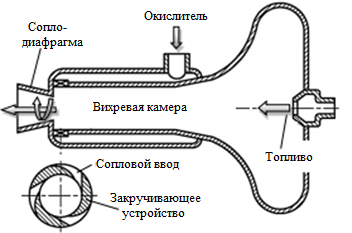 Окислитель
Сопло-
диафрагма
Вихревая камера
Топливо
Сопловой ввод
Закручивающее
устройство